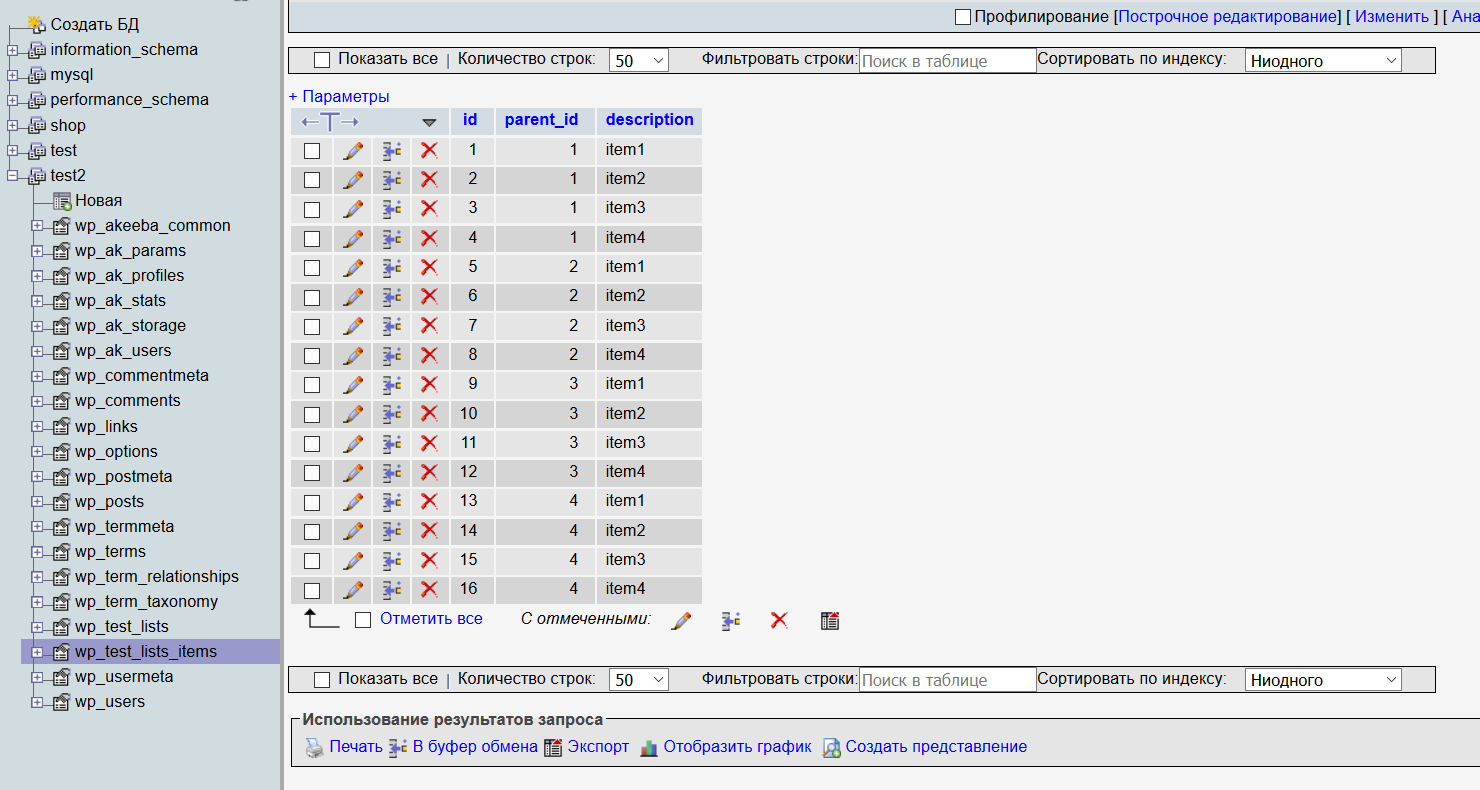 Создать БД
information_schema
mysql
performance_schema
shop
test
test2
Новая
wp_akeeba_common
wp_ak_params
wp_ak_profiles
wp_ak_stats
wp_ak_storage
wp_ak_users
wp_commentmeta
wp_comments
wp_links
wp_options
wp_postmeta
wp_posts
wp_termmeta
wp_terms
wp_term_relationships
wp_term_taxonomy
wp_test_lists
wp_test_lists_items
wp_usermeta
wp_users
Профилирование [Построчное редактирование] [ Изменить ] [ Ана
Показать все | Количество строк: 50 Фильтровать строки: Поиск в таблице Сортировать по индексу: Ниодного
+ Параметры
id parent_id description
1 1 item1
2 1 item2
3 1 item3
4 1 item4
5 2 item1
6 2 item2
7 2 item3
8 2 item4
9 3 item1
10 3 item2
11 3 item3
12 3 item4
13 4 item1
14 4 item2
15 4 item3
16 4 item4
Отметить все С отмеченными:
Показать все | Количество строк: 50 Фильтровать строки: Поиск в таблице Сортировать по индексу: Ниодного
Использование результатов запроса
Печать В буфер обмена Экспорт Отобразить график Создать представление